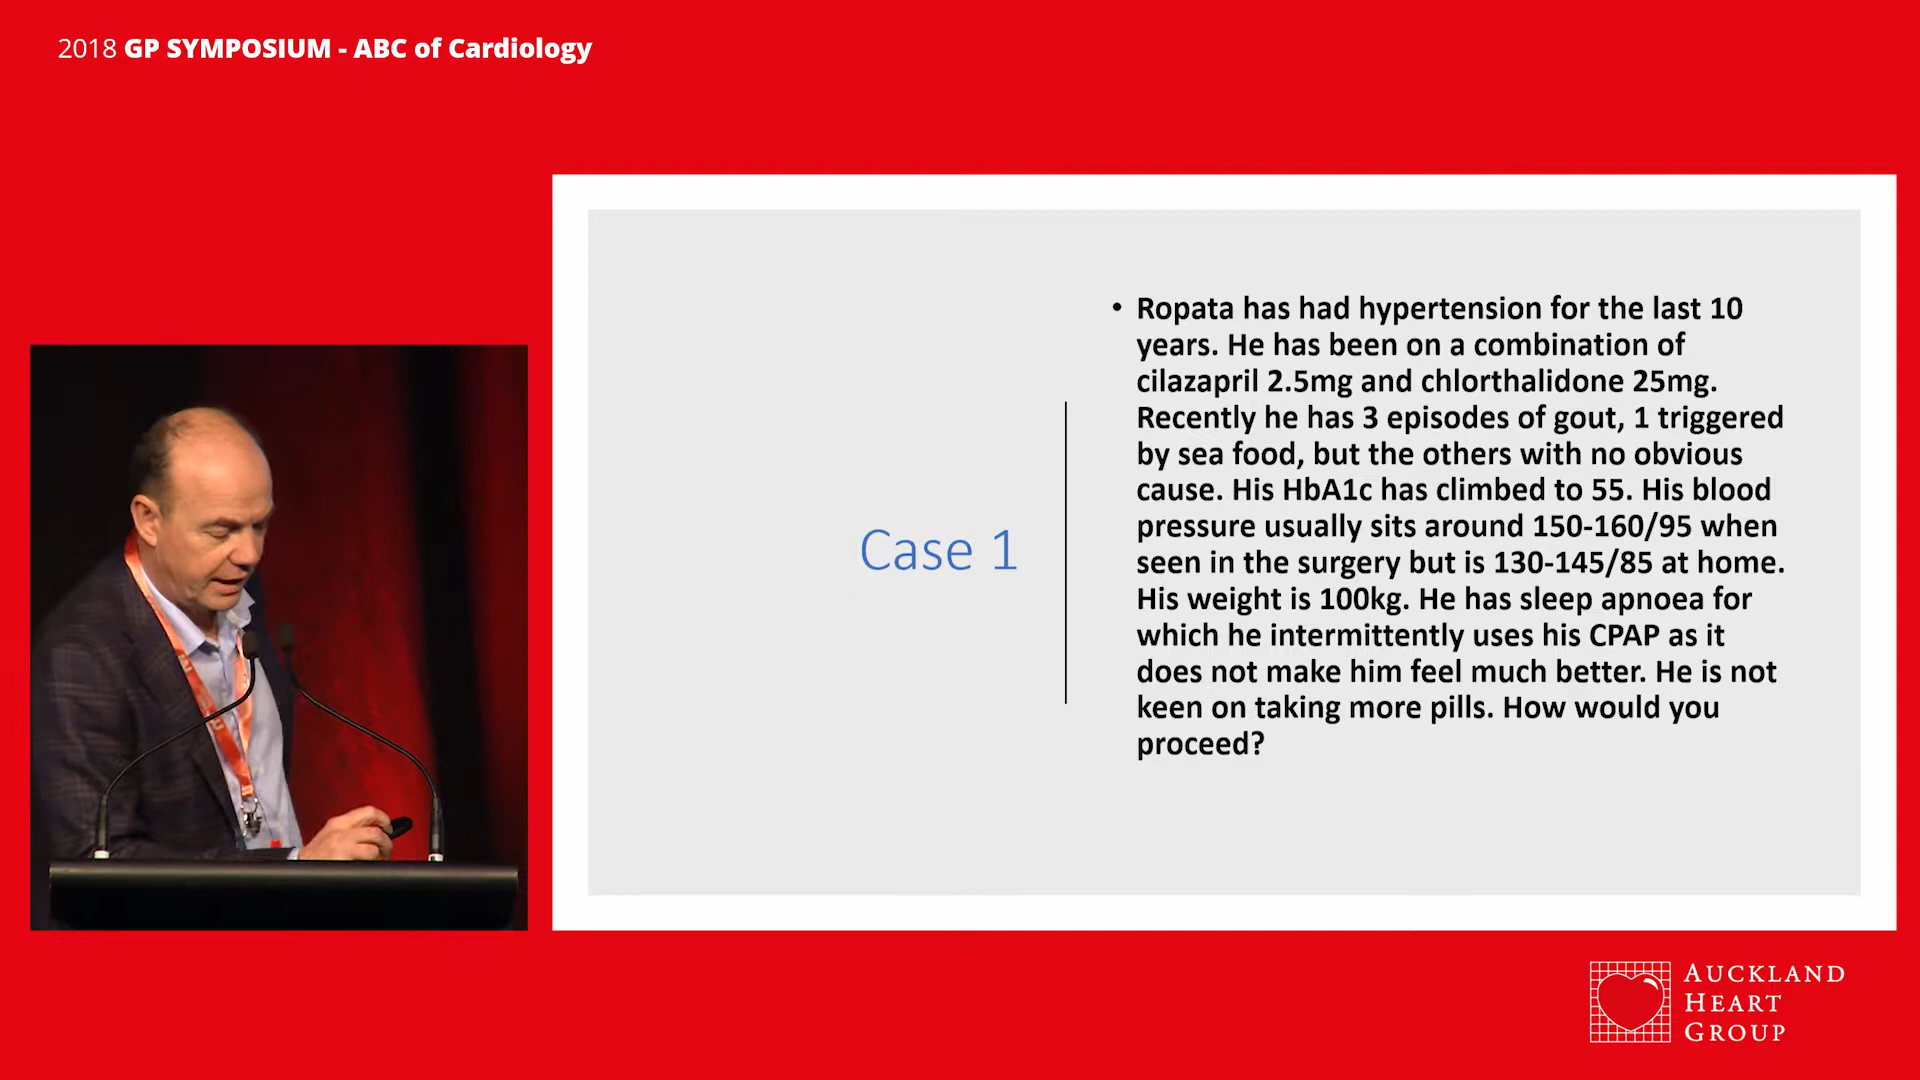 2018 GP SYMPOSIUM - ABC of Cardiology
Case 1
• Ropata has had hypertension for the last 10
years. He has been on a combination of
cilazapril 2.5mg and chlorthalidone 25mg.
Recently he has 3 episodes of gout, 1 triggered
by sea food, but the others with no obvious
cause. His HbA1c has climbed to 55. His blood
pressure usually sits around 150-160/95 when
seen in the surgery but is 130-145/85 at home.
His weight is 100kg. He has sleep apnoea for
which he intermittently uses his CPAP as it
does not make him feel much better. He is not
keen on taking more pills. How would you
proceed?
AUCKLAND
HEART
GROUP